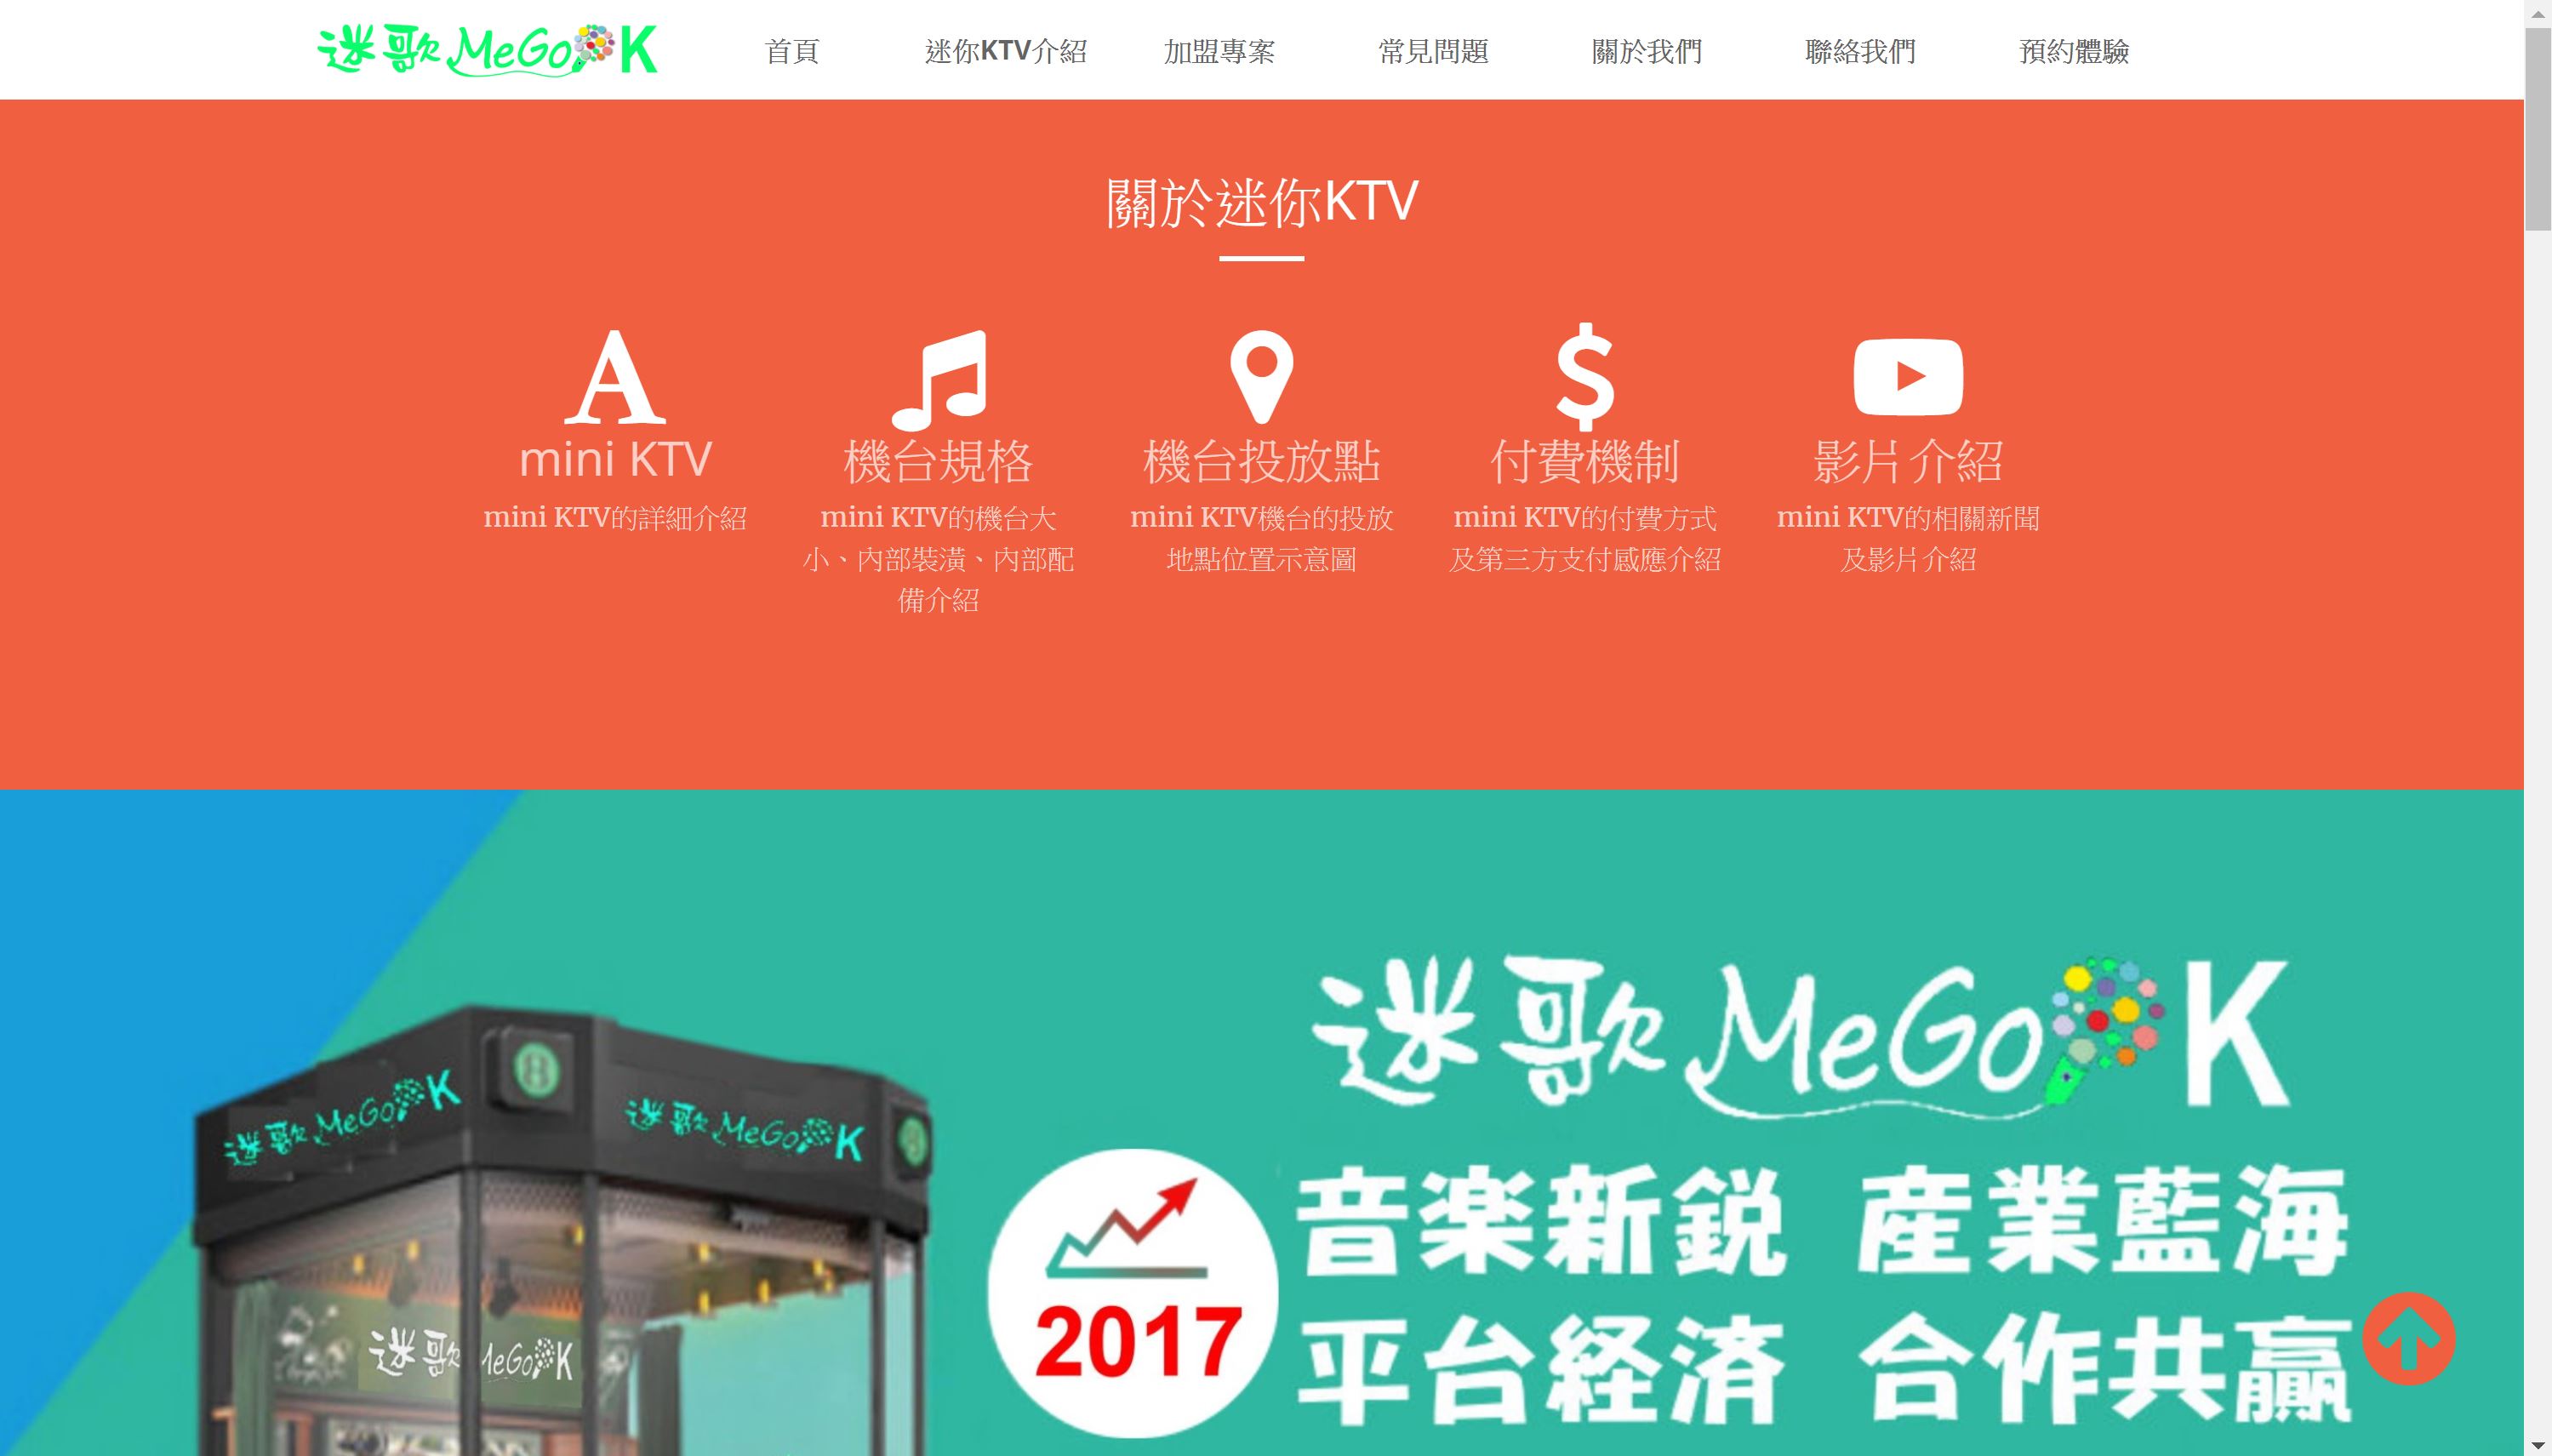 迷歌MeGo K
首頁
迷你KTV介紹
加盟專案
常見問題
關於我們
聯絡我們
預約體驗
關於迷你KTV
mini KTV
mini KTV的詳細介紹
機台規格
mini KTV的機台大
小、內部裝潢、內部配
備介紹
機台投放點
mini KTV機台的投放
地點位置示意圖
付費機制
mini KTV的付費方式
及第三方支付感應介紹
影片介紹
mini KTV的相關新聞
及影片介紹
迷歌MeGo K
迷歌MeGo K
迷歌MeGo K
迷歌MeGo K
2017
音楽新鋭 産業藍海
平台経済 合作共贏